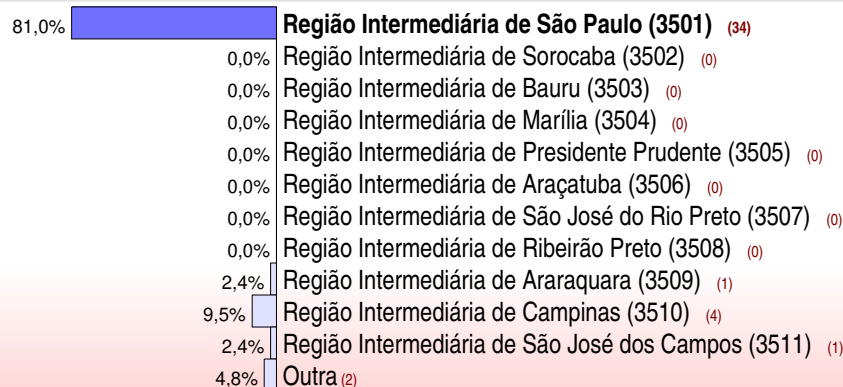 81,0% Região Intermediária de São Paulo (3501) (34)
0,0% Região Intermediária de Sorocaba (3502) (0)
0,0% Região Intermediária de Bauru (3503) (0)
0,0% Região Intermediária de Marília (3504) (0)
0,0% Região Intermediária de Presidente Prudente (3505) (0)
0,0% Região Intermediária de Araçatuba (3506) (0)
0,0% Região Intermediária de São José do Rio Preto (3507) (0)
0,0% Região Intermediária de Ribeirão Preto (3508) (0)
2,4% Região Intermediária de Araraquara (3509) (1)
9,5% Região Intermediária de Campinas (3510) (4)
2,4% Região Intermediária de São José dos Campos (3511) (1)
4,8% Outra (2)